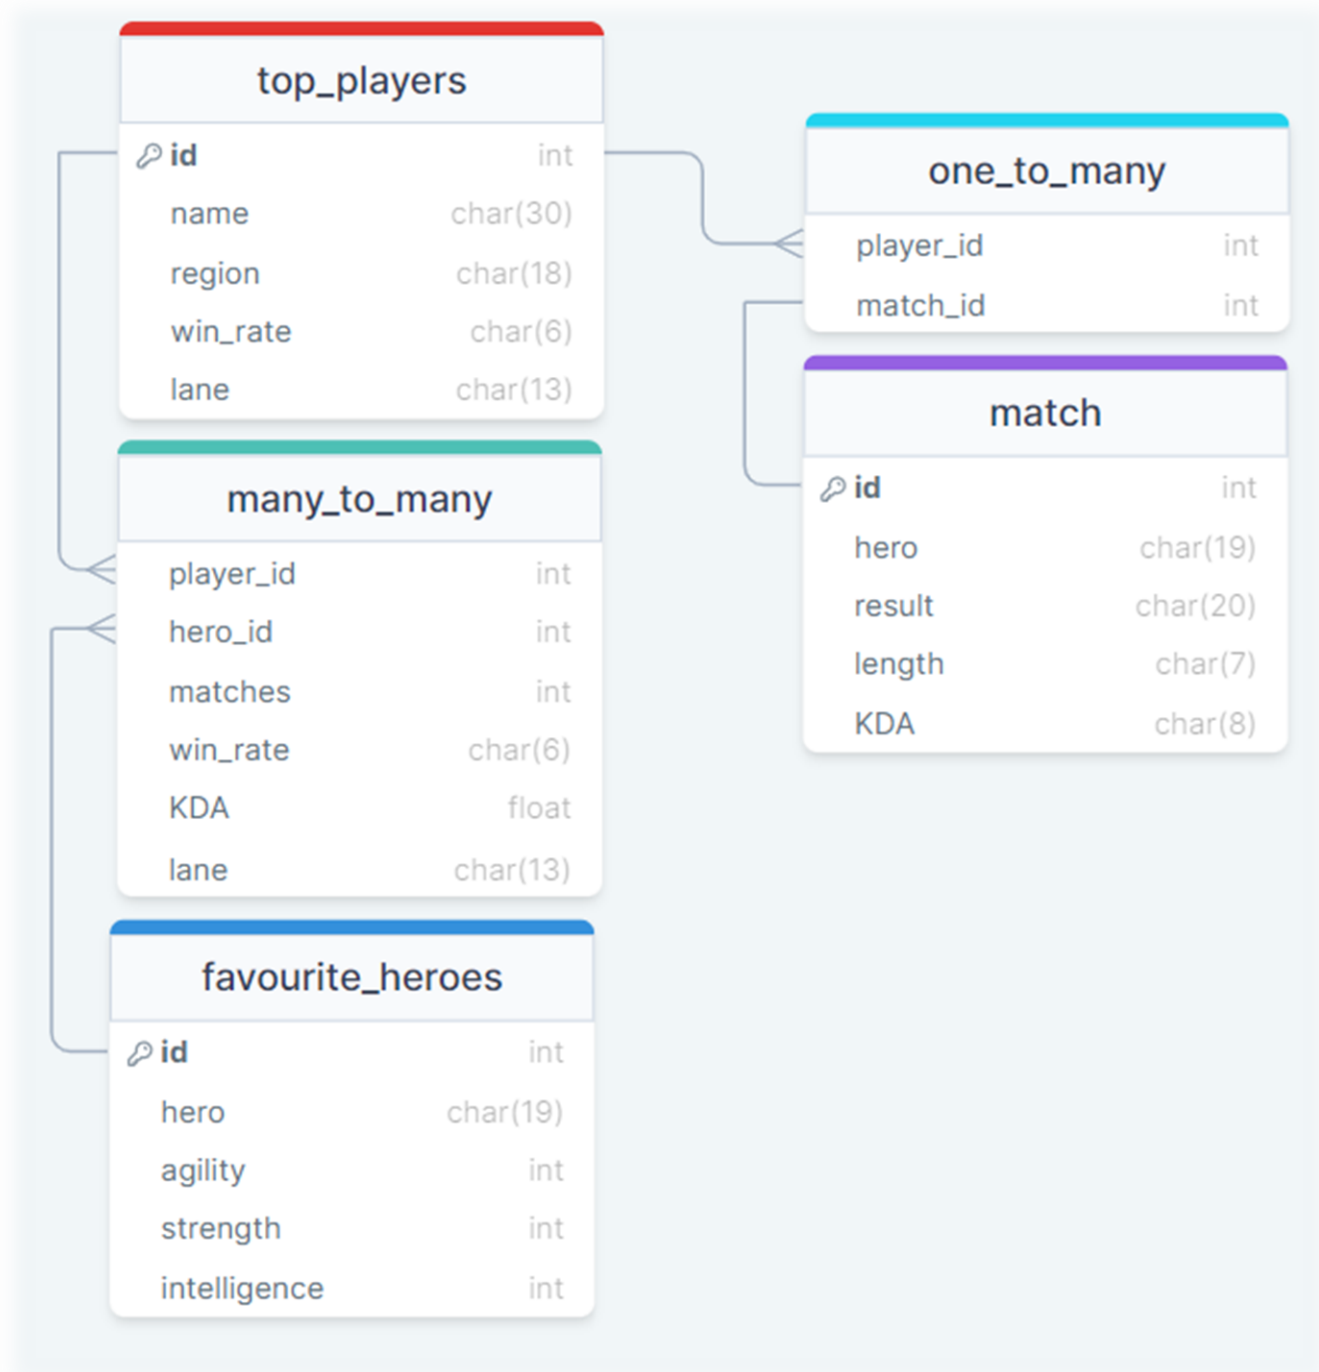 top_players
id int
name char(30)
region char(18)
win_rate char(6)
lane char(13)
many_to_many
player_id int
hero_id int
matches int
win_rate char(6)
KDA float
lane char(13)
favourite_heroes
id int
hero char(19)
agility int
strength int
intelligence int
one_to_many
player_id int
match_id int
match
id int
hero char(19)
result char(20)
length char(7)
KDA char(8)